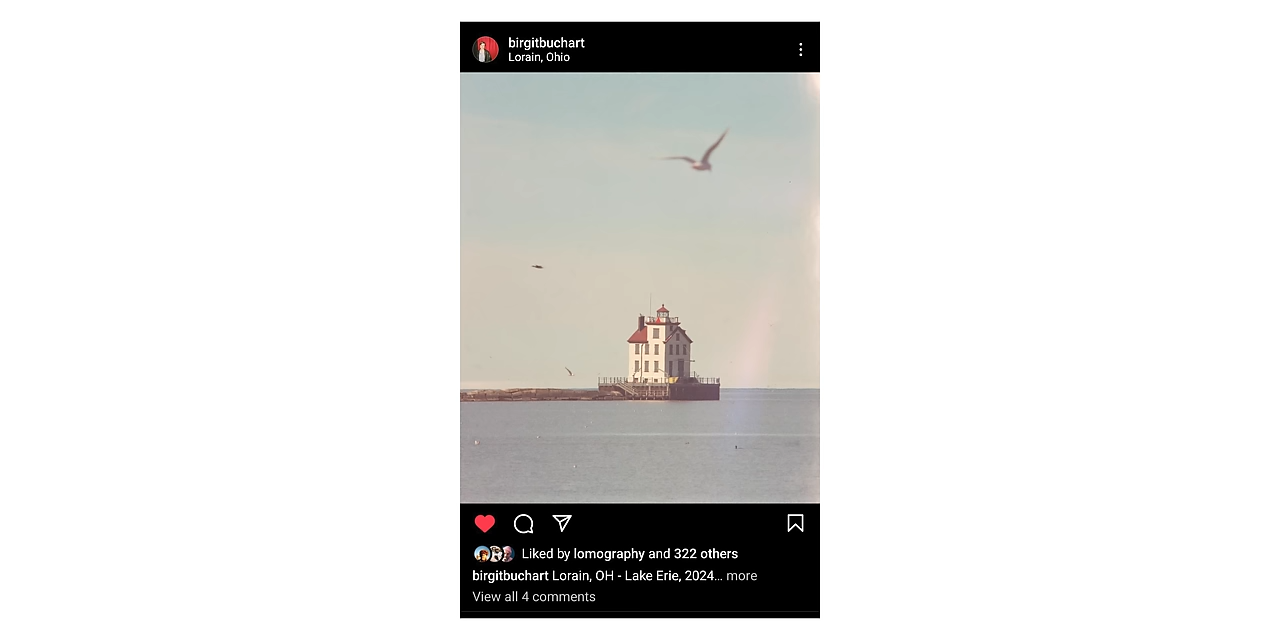 birgitbuchart
Lorain, Ohio
Liked by lomography and 322 others
birgitbuchart Lorain, OH - Lake Erie, 2024... more
View all 4 comments